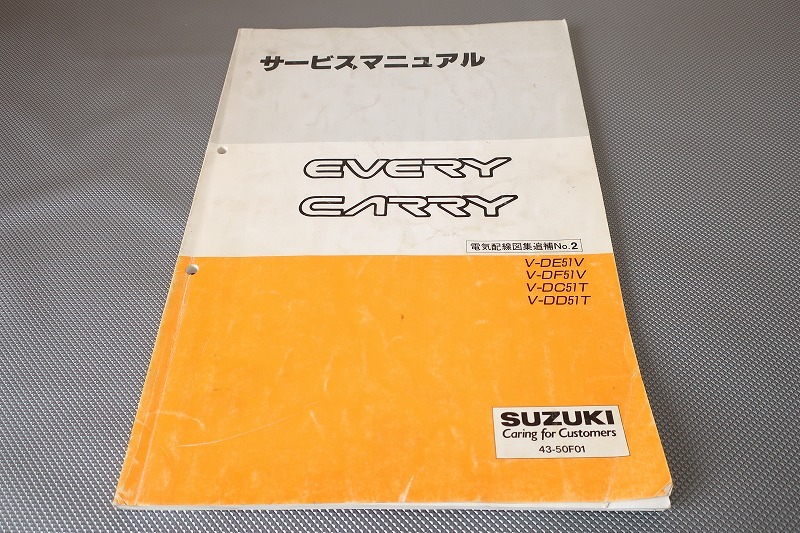 サービスマニュアル
EVERY
CARRY
電気配線図集追補No.2
V-DE51V
V-DF51V
V-DC51T
V-DD51T
SUZUKI
Caring for Customers
43-50F01